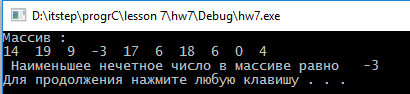 D:\itstep\progrC\lesson 7\hw7\Debug\hw7.exe
Массив :
14 19 9 -3 17 6 18 6 0 4
Наименьшее нечетное число в массиве равно -3
Для продолжения нажмите любую клавишу . . .